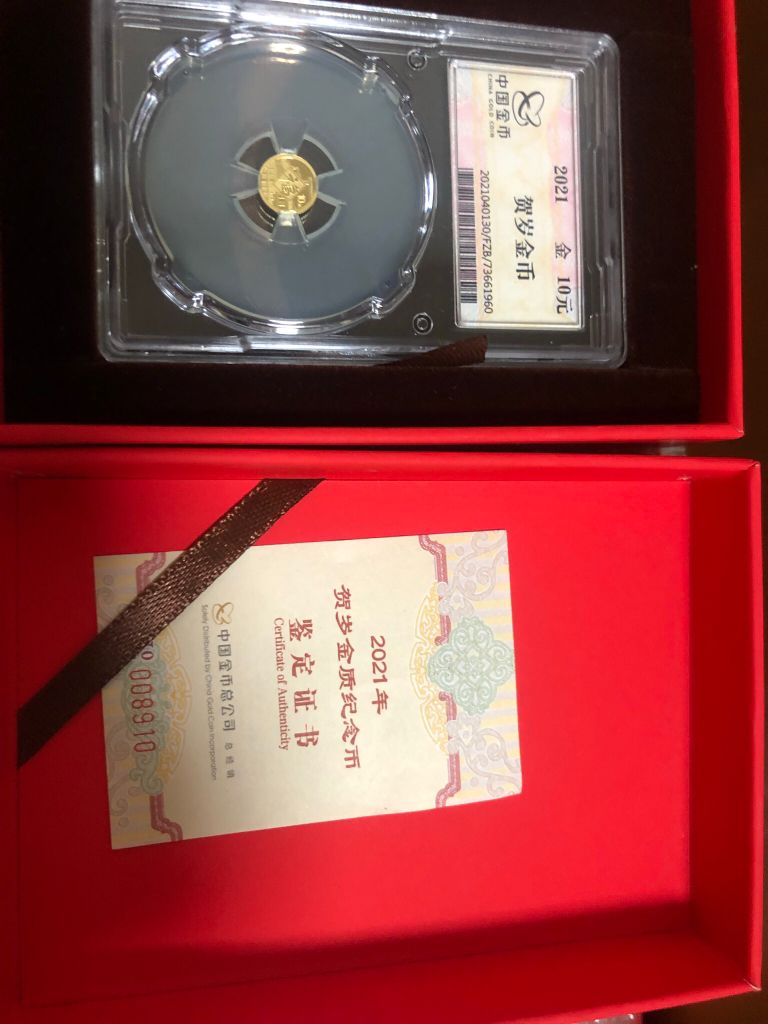 中国金币
CHINA GOLD COIN
2021 金 10元
贺岁金币
2021040130/FZB/73661960
2021年
贺岁金质纪念币
鉴定证书
Certificate of Authenticity
中国金币总公司 总经销
Solely Distributed by China Gold Coin Incorporation
008910